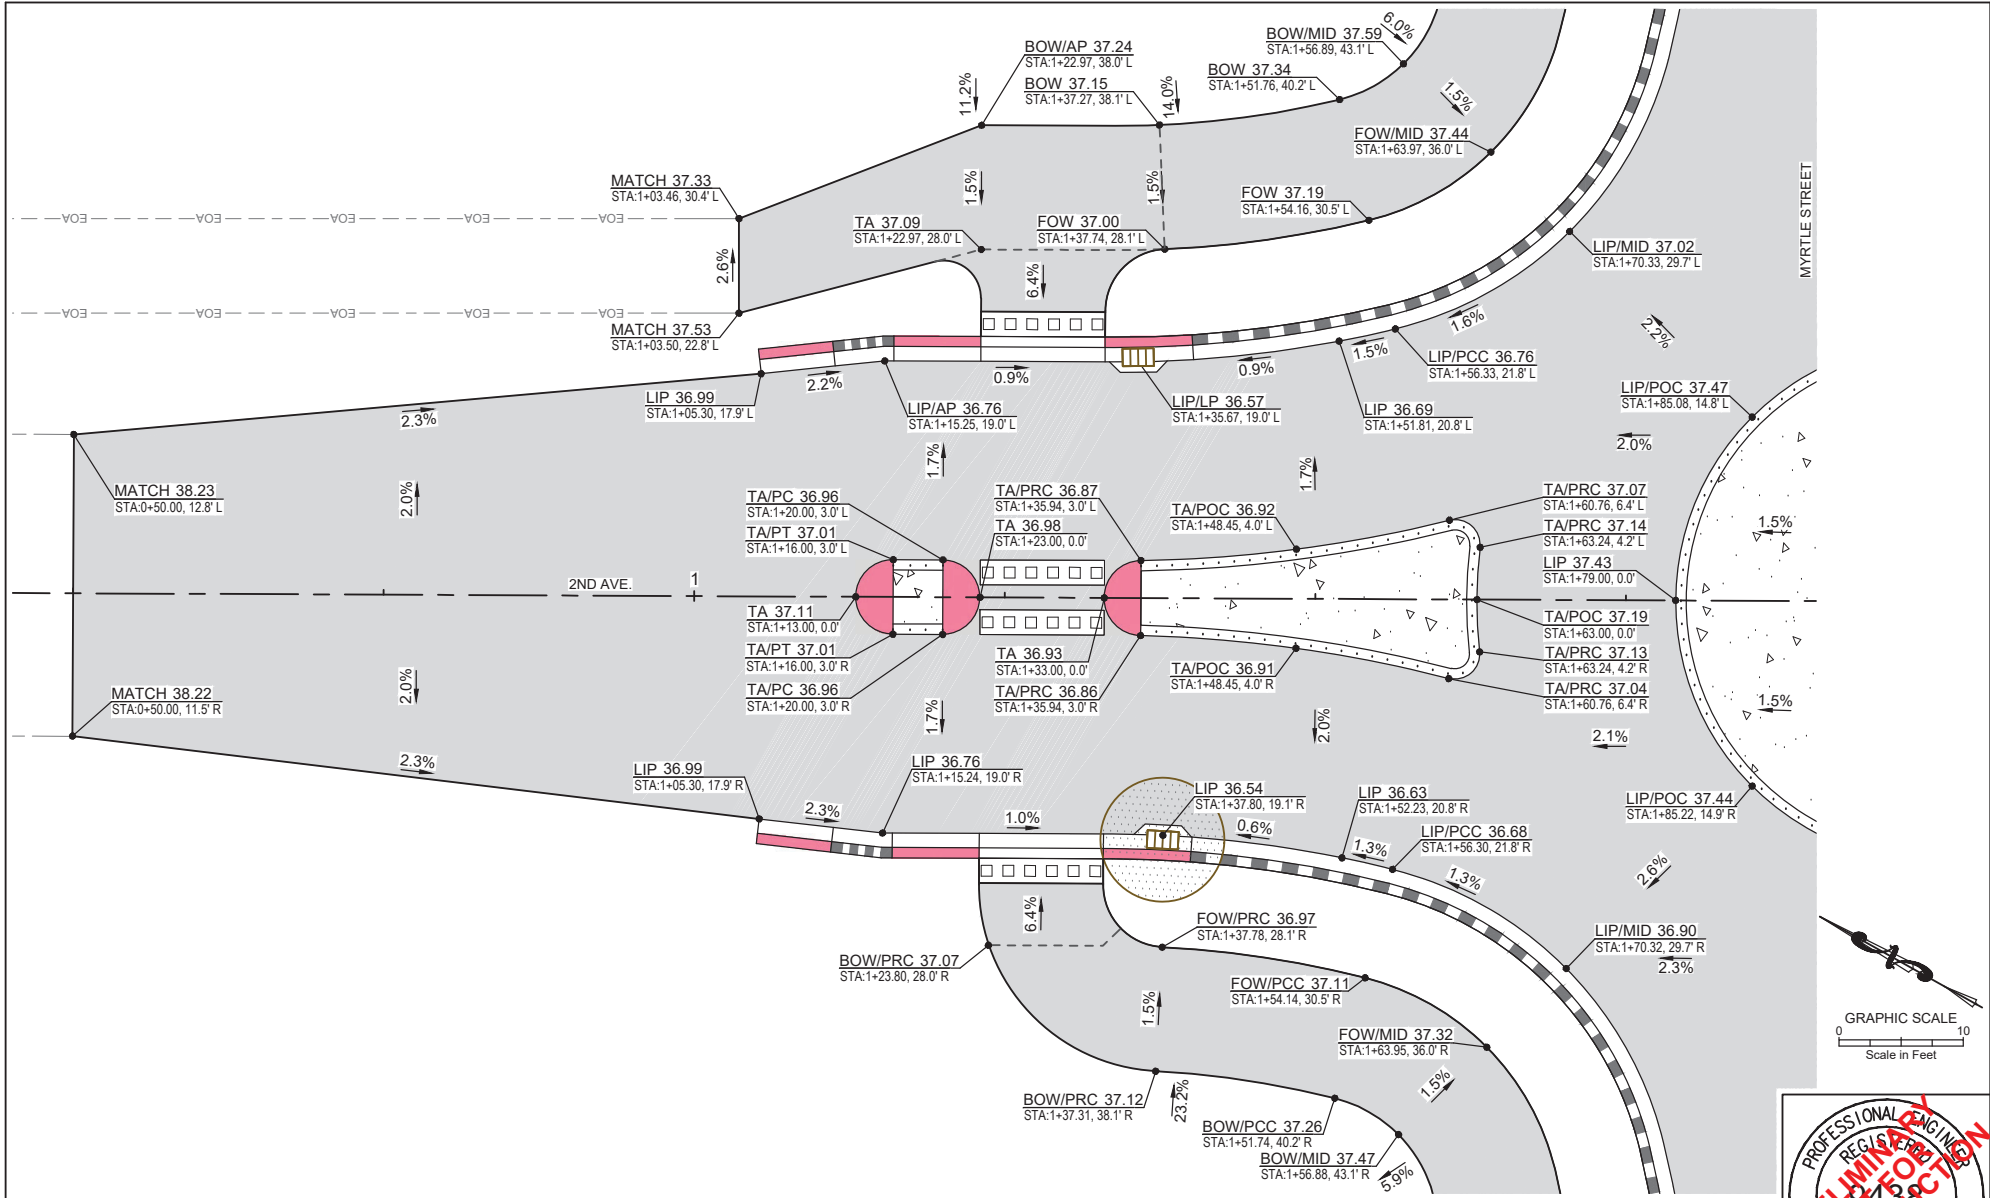 BOW/AP 37.24
STA:1+22.97, 38.0' L
BOW 37.15
STA:1+37.27, 38.1' L
BOW/MID 37.59
STA:1+56.89, 43.1' L
BOW 37.34
STA:1+51.76, 40.2' L
6.0%
11.2%
14.0%
1.5%
FOW/MID 37.44
STA:1+63.97, 36.0' L
MATCH 37.33
STA:1+03.46, 30.4' L
1.5%
1.5%
FOW 37.19
STA:1+54.16, 30.5' L
MYRTLE STREET
EOA EOA EOA EOA EOA
TA 37.09
STA:1+22.97, 28.0' L
FOW 37.00
STA:1+37.74, 28.1' L
LIP/MID 37.02
STA:1+70.33, 29.7' L
2.6%
6.4%
EOA EOA EOA EOA EOA
MATCH 37.53
STA:1+03.50, 22.8' L
1.6%
2.2%
1.5%
LIP/PCC 36.76
STA:1+56.33, 21.8' L
0.9%
0.9%
2.2%
LIP 36.99
STA:1+05.30, 17.9' L
LIP/AP 36.76
STA:1+15.25, 19.0' L
LIP/LP 36.57
STA:1+35.67, 19.0' L
LIP 36.69
STA:1+51.81, 20.8' L
LIP/POC 37.47
STA:1+85.08, 14.8' L
2.3%
2.0%
MATCH 38.23
STA:0+50.00, 12.8' L
2.0%
1.7%
1.7%
TA/PC 36.96
STA:1+20.00, 3.0' L
TA/PRC 36.87
STA:1+35.94, 3.0' L
TA/POC 36.92
STA:1+48.45, 4.0' L
TA/PRC 37.07
STA:1+60.76, 6.4' L
1.5%
TA/PT 37.01
STA:1+16.00, 3.0' L
TA 36.98
STA:1+23.00, 0.0'
TA/PRC 37.14
STA:1+63.24, 4.2' L
LIP 37.43
STA:1+79.00, 0.0'
2ND AVE.
1
TA 37.11
STA:1+13.00, 0.0'
TA/POC 37.19
STA:1+63.00, 0.0'
TA/PT 37.01
STA:1+16.00, 3.0' R
TA 36.93
STA:1+33.00, 0.0'
TA/POC 36.91
STA:1+48.45, 4.0' R
TA/PRC 37.13
STA:1+63.24, 4.2' R
TA/PC 36.96
STA:1+20.00, 3.0' R
TA/PRC 36.86
STA:1+35.94, 3.0' R
TA/PRC 37.04
STA:1+60.76, 6.4' R
1.5%
MATCH 38.22
STA:0+50.00, 11.5' R
2.0%
1.7%
2.0%
2.1%
2.3%
LIP 36.99
STA:1+05.30, 17.9' R
LIP 36.76
STA:1+15.24, 19.0' R
LIP 36.54
STA:1+37.80, 19.1' R
LIP 36.63
STA:1+52.23, 20.8' R
LIP/POC 37.44
STA:1+85.22, 14.9' R
2.3%
1.0%
0.6%
LIP/PCC 36.68
STA:1+56.30, 21.8' R
1.3%
1.3%
2.6%
6.4%
FOW/PRC 36.97
STA:1+37.78, 28.1' R
LIP/MID 36.90
STA:1+70.32, 29.7' R
2.3%
BOW/PRC 37.07
STA:1+23.80, 28.0' R
FOW/PCC 37.11
STA:1+54.14, 30.5' R
1.5%
FOW/MID 37.32
STA:1+63.95, 36.0' R
GRAPHIC SCALE
0 10
Scale in Feet
1.5%
BOW/PRC 37.12
STA:1+37.31, 38.1' R
23.2%
BOW/PCC 37.26
STA:1+51.74, 40.2' R
BOW/MID 37.47
STA:1+56.88, 43.1' R
5.9%
PROFESSIONAL ENGINEER